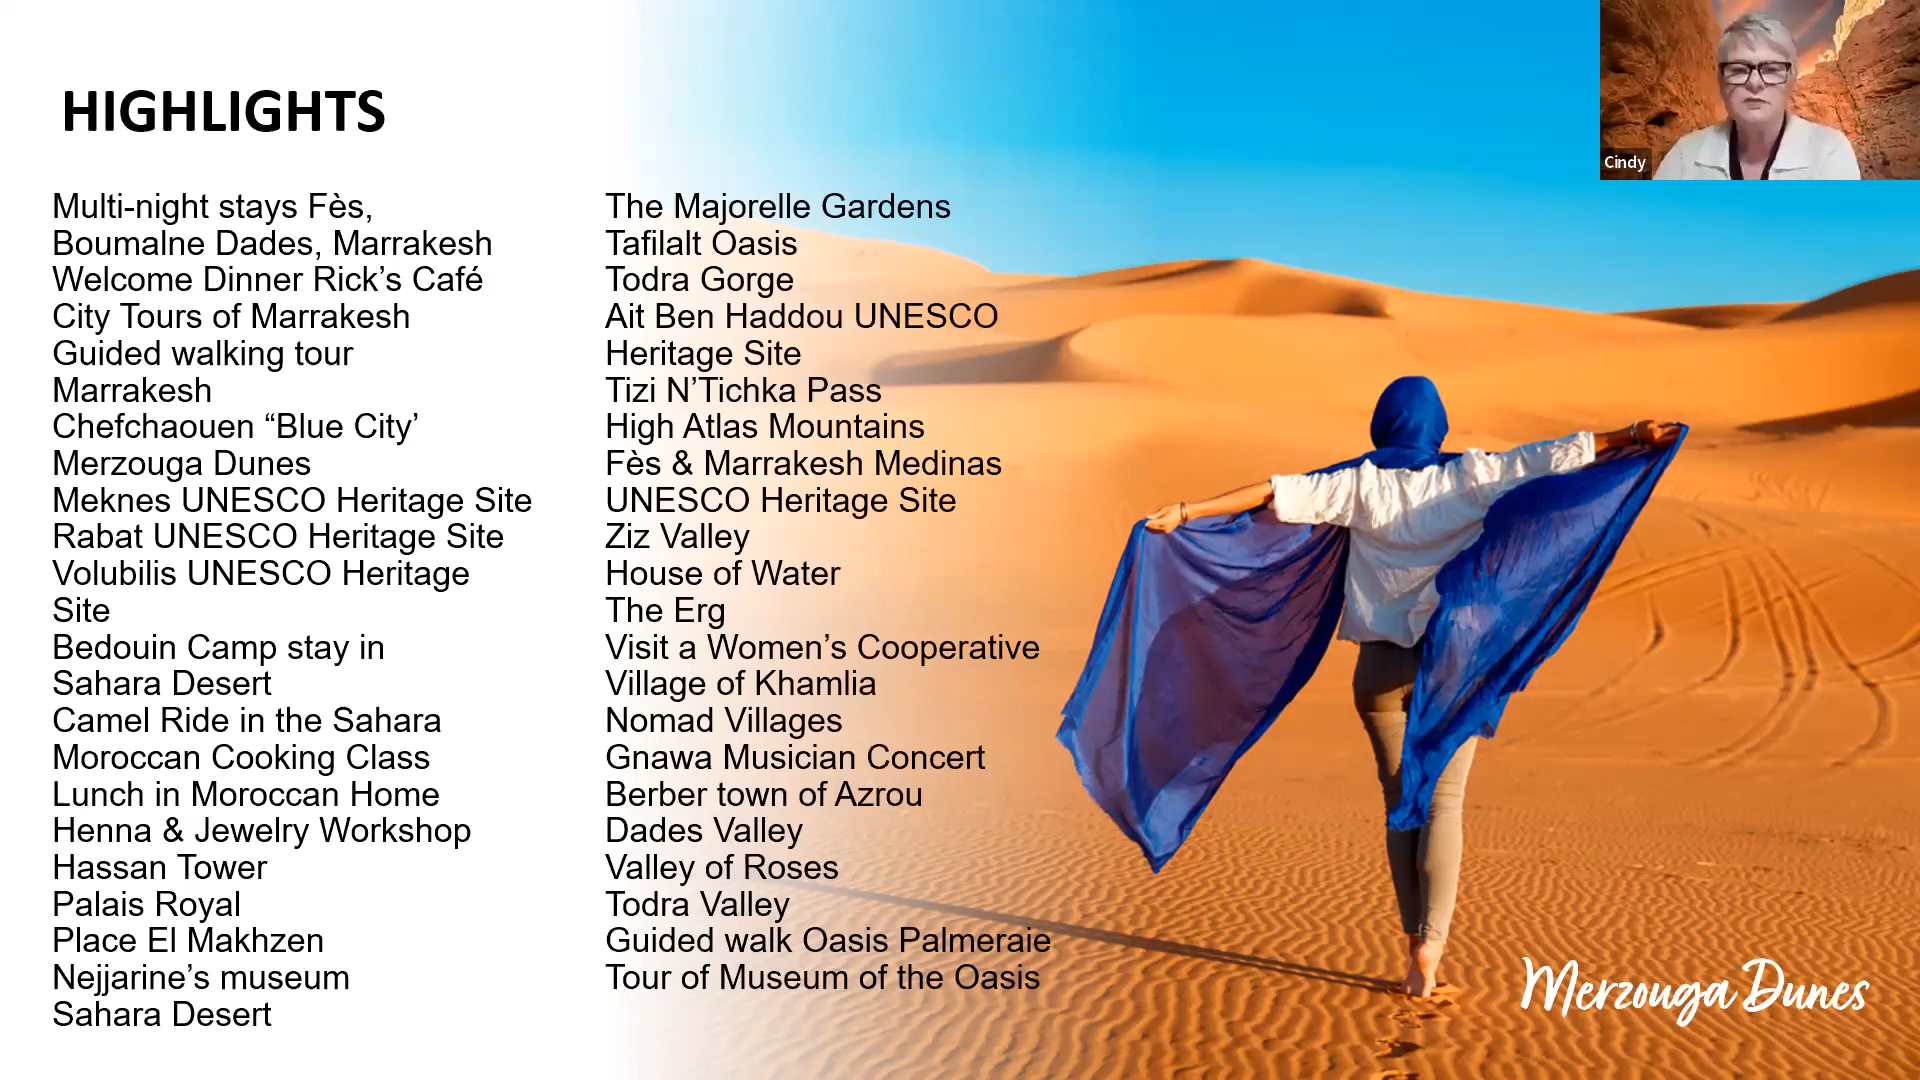 HIGHLIGHTS
Multi-night stays Fès,
Boumalne Dades, Marrakesh
Welcome Dinner Rick’s Café
City Tours of Marrakesh
Guided walking tour
Marrakesh
Chefchaouen “Blue City’
Merzouga Dunes
Meknes UNESCO Heritage Site
Rabat UNESCO Heritage Site
Volubilis UNESCO Heritage
Site
Bedouin Camp stay in
Sahara Desert
Camel Ride in the Sahara
Moroccan Cooking Class
Lunch in Moroccan Home
Henna & Jewelry Workshop
Hassan Tower
Palais Royal
Place El Makhzen
Nejjarine’s museum
Sahara Desert
The Majorelle Gardens
Tafilalt Oasis
Todra Gorge
Ait Ben Haddou UNESCO
Heritage Site
Tizi N’Tichka Pass
High Atlas Mountains
Fès & Marrakesh Medinas
UNESCO Heritage Site
Ziz Valley
House of Water
The Erg
Visit a Women’s Cooperative
Village of Khamlia
Nomad Villages
Gnawa Musician Concert
Berber town of Azrou
Dades Valley
Valley of Roses
Todra Valley
Guided walk Oasis Palmeraie
Tour of Museum of the Oasis
Cindy
Merzouga Dunes